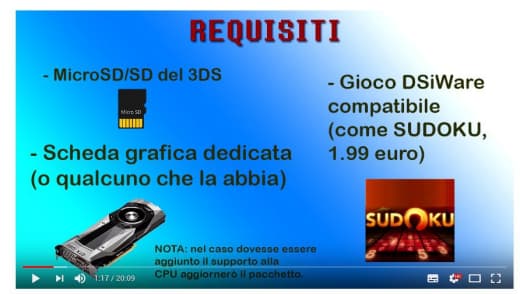 REQUISITI
- MicroSD/SD del 3DS
Micro SD
- Gioco DSiWare
compatibile
(come SUDOKU,
1.99 euro)
- Scheda grafica dedicata
(o qualcuno che la abbia)
SUDOKU
NOTA: nel caso dovesse essere
aggiunto il supporto alla
CPU aggiornerò il pacchetto.
1:17 / 20:09